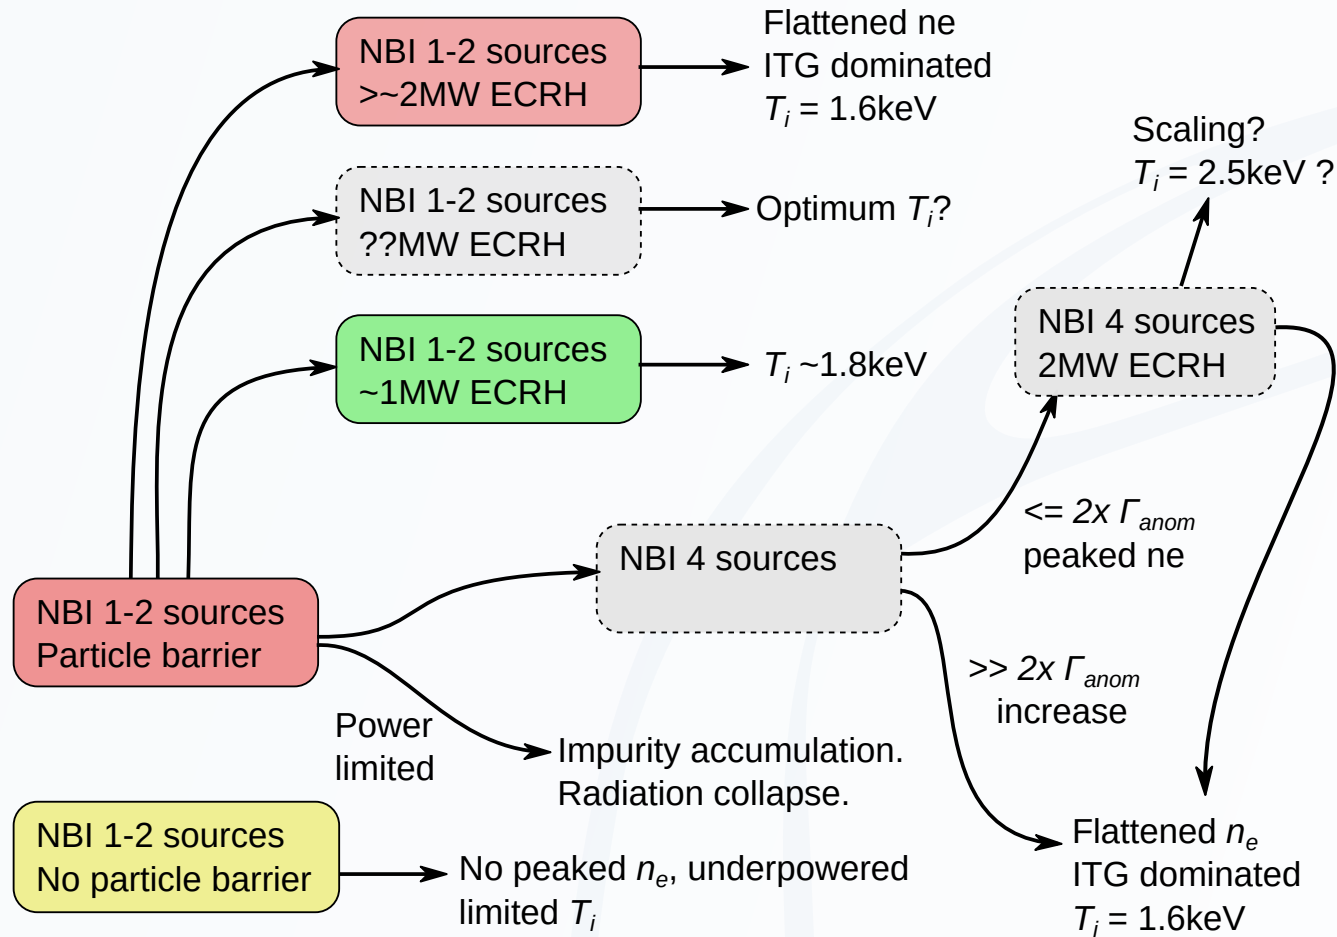 NBI 1-2 sources
>~2MW ECRH
Flattened ne
ITG dominated
T_i = 1.6keV
NBI 1-2 sources
??MW ECRH
Optimum T_i?
NBI 1-2 sources
~1MW ECRH
T_i ~1.8keV
Scaling?
T_i = 2.5keV ?
NBI 4 sources
2MW ECRH
<= 2x Γ_anom
peaked ne
NBI 4 sources
>> 2x Γ_anom
increase
NBI 1-2 sources
Particle barrier
Power
limited
Impurity accumulation.
Radiation collapse.
NBI 1-2 sources
No particle barrier
No peaked n_e, underpowered
limited T_i
Flattened n_e
ITG dominated
T_i = 1.6keV